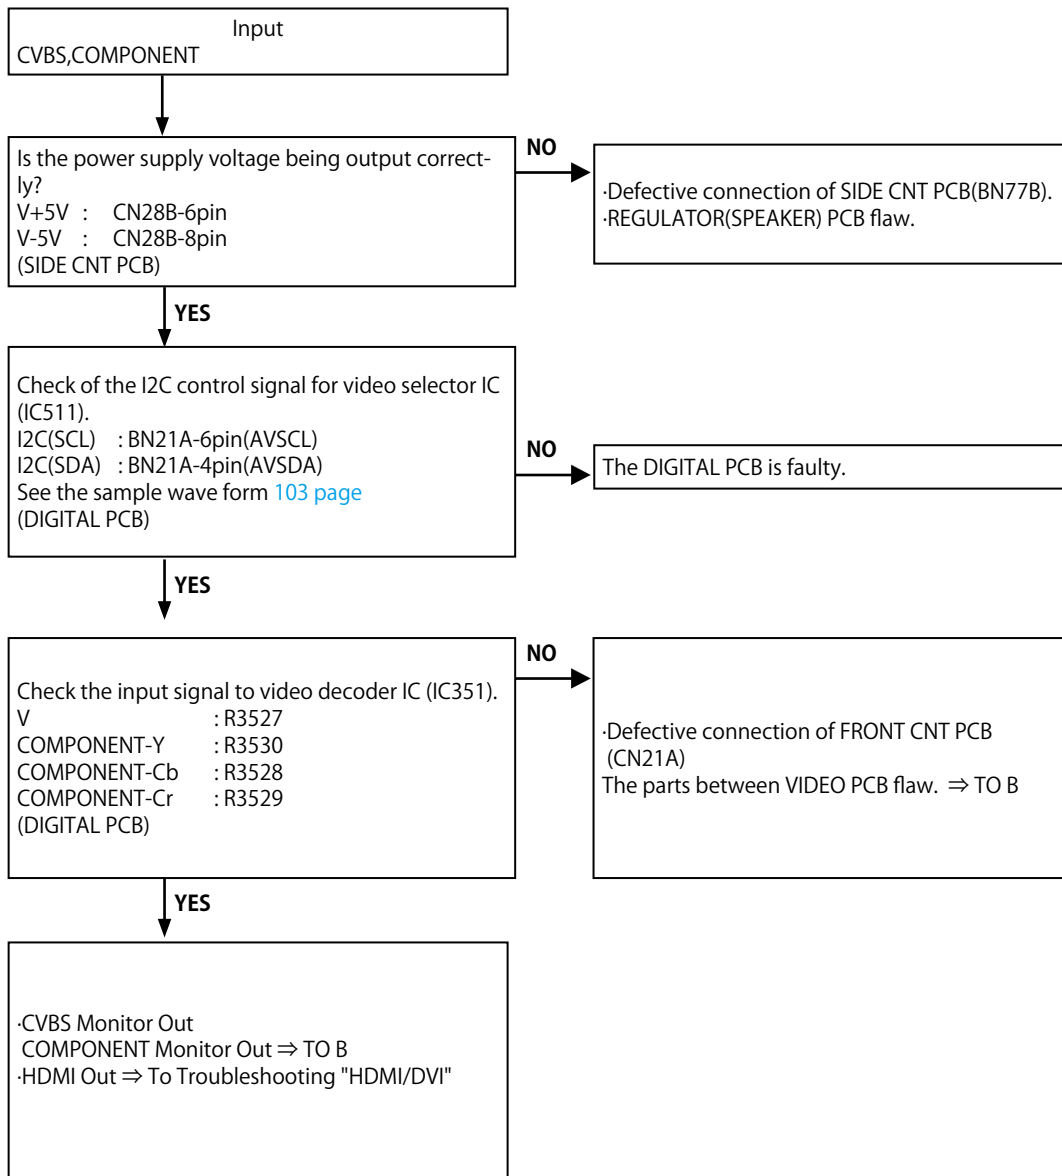 Input
CVBS,COMPONENT
Is the power supply voltage being output correct-
ly?
V+5V : CN28B-6pin
V-5V : CN28B-8pin
(SIDE CNT PCB)
NO
·Defective connection of SIDE CNT PCB(BN77B).
·REGULATOR(SPEAKER) PCB flaw.
YES
Check of the I2C control signal for video selector IC
(IC511).
I2C(SCL) : BN21A-6pin(AVSCL)
I2C(SDA) : BN21A-4pin(AVSDA)
See the sample wave form 103 page
(DIGITAL PCB)
NO
The DIGITAL PCB is faulty.
YES
Check the input signal to video decoder IC (IC351).
V : R3527
COMPONENT-Y : R3530
COMPONENT-Cb : R3528
COMPONENT-Cr : R3529
(DIGITAL PCB)
NO
·Defective connection of FRONT CNT PCB
(CN21A)
The parts between VIDEO PCB flaw. ⇒ TO B
YES
·CVBS Monitor Out
COMPONENT Monitor Out ⇒ TO B
·HDMI Out ⇒ To Troubleshooting "HDMI/DVI"